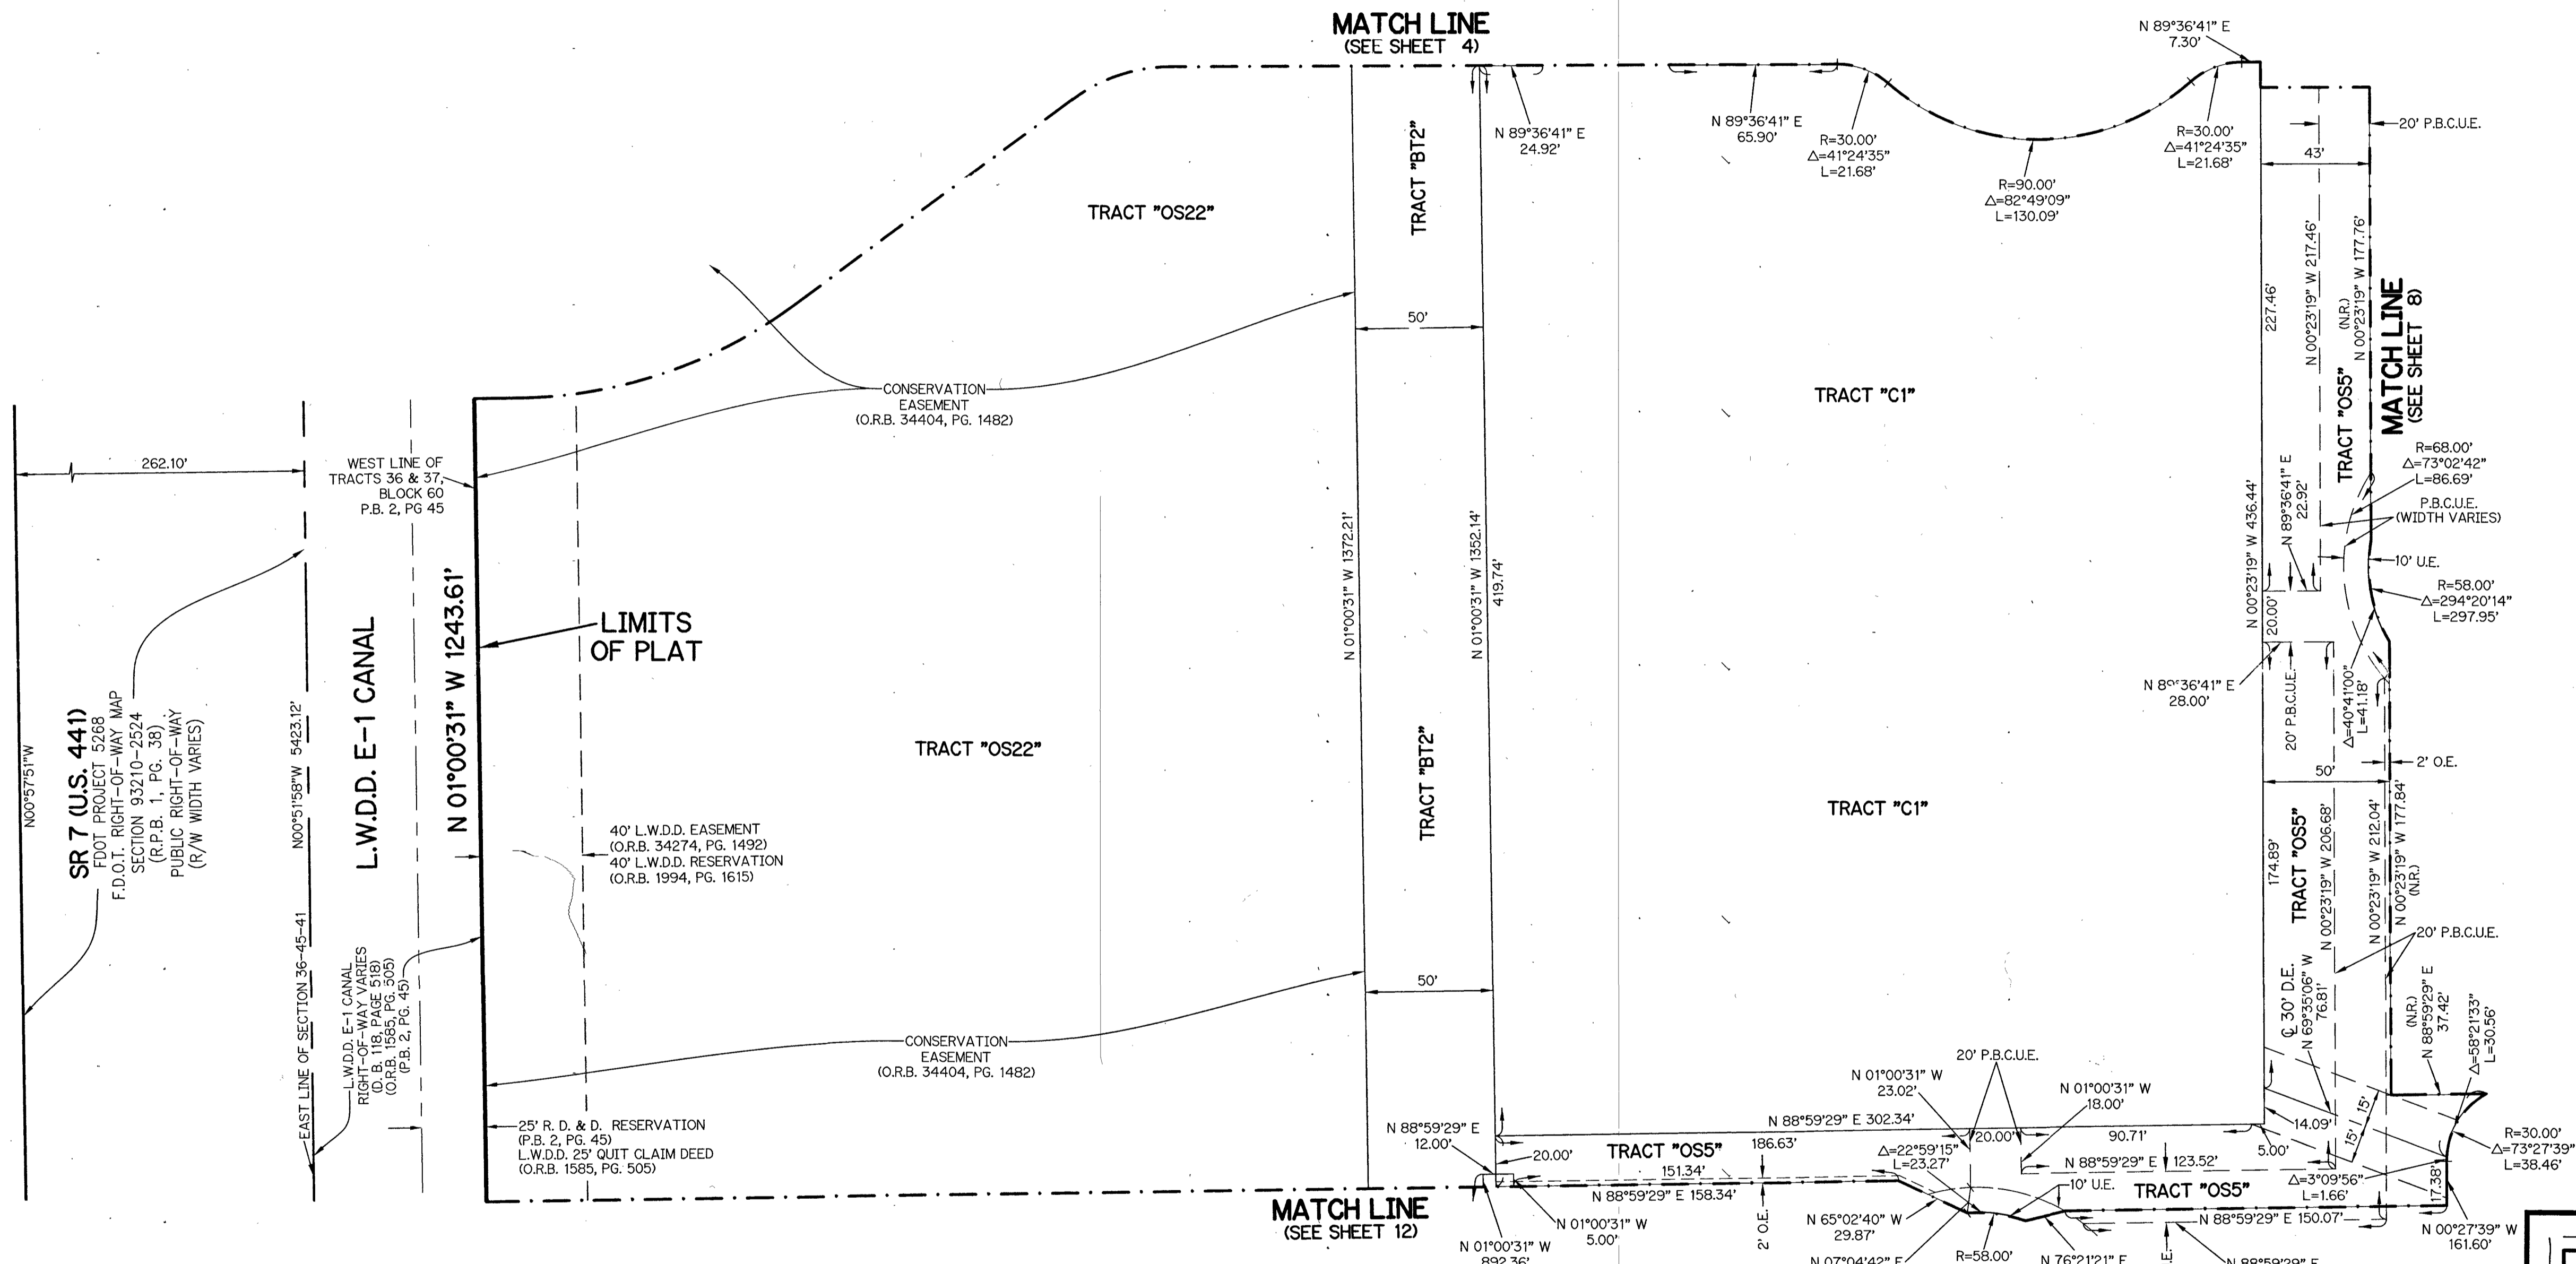 MATCH LINE
(SEE SHEET 4)
N 89°36'41" E
7.30'
N 89°36'41" E
24.92'
N 89°36'41" E
65.90'
R=30.00'
△=41°24'35"
L=21.68'
R=90.00'
△=82°49'09"
L=130.09'
R=30.00'
△=41°24'35"
L=21.68'
20' P.B.C.U.E.
43'
TRACT "OS22"
TRACT "BT2"
50'
CONSERVATION
EASEMENT
(O.R.B. 34404, PG. 1482)
TRACT "C1"
227.46'
N 00°23'19" W 217.46'
TRACT "OS5"
(N.R.)
N 00°23'19" W 177.76'
MATCH LINE
(SEE SHEET 8)
262.10'
WEST LINE OF
TRACTS 36 & 37,
BLOCK 60
P.B. 2, PG 45
R=68.00'
△=73°02'42"
L=86.69'
P.B.C.U.E.
(WIDTH VARIES)
10' U.E.
R=58.00'
△=294°20'14"
L=297.95'
N 89°36'41" E
22.92'
N 00°23'19" W 436.44'
20.00'
N 01°00'31" W 1372.21'
N 01°00'31" W 1352.14'
419.74'
LIMITS
OF PLAT
N 01°00'31" W 1243.61'
L.W.D.D. E-1 CANAL
N00°51'58"W 5423.12'
N00°57'51"W
SR 7 (U.S. 441)
FDOT PROJECT 5268
F.D.O.T. RIGHT-OF-WAY MAP
SECTION 93210-2524
(R.P.B. 1, PG. 38)
PUBLIC RIGHT-OF-WAY
(R/W WIDTH VARIES)
N 89°36'41" E
28.00'
20' P.B.C.U.E.
△=40°41'00"
L=41.18'
2' O.E.
50'
TRACT "OS22"
TRACT "BT2"
TRACT "C1"
40' L.W.D.D. EASEMENT
(O.R.B. 34274, PG. 1492)
40' L.W.D.D. RESERVATION
(O.R.B. 1994, PG. 1615)
174.89'
TRACT "OS5"
N 00°23'19" W 206.68'
N 00°23'19" W 212.04'
N 00°23'19" W 177.84'
(N.R.)
20' P.B.C.U.E.
EAST LINE OF SECTION 36-45-41
L.W.D.D. E-1 CANAL
RIGHT-OF-WAY VARIES
(D. B. 118, PAGE 518)
(O.R.B. 1585, PG. 505)
(P.B. 2, PG. 45)
50'
℄ 30' D.E.
N 69°35'06" W
76.81'
(N.R.)
N 88°59'29" E
37.42'
△=58°21'33"
L=30.56'
CONSERVATION
EASEMENT
(O.R.B. 34404, PG. 1482)
25' R. D. & D. RESERVATION
(P.B. 2, PG. 45)
L.W.D.D. 25' QUIT CLAIM DEED
(O.R.B. 1585, PG. 505)
20' P.B.C.U.E.
N 01°00'31" W
23.02'
N 01°00'31" W
18.00'
N 88°59'29" E 302.34'
N 88°59'29" E
12.00'
TRACT "OS5"
186.63'
20.00'
90.71'
14.09'
15'
15'
5.00'
20.00'
151.34'
△=22°59'15"
L=23.27'
N 88°59'29" E 123.52'
R=30.00'
△=73°27'39"
L=38.46'
△=3°09'56"
L=1.66'
17.38'
N 88°59'29" E 158.34'
10' U.E.
TRACT "OS5"
MATCH LINE
(SEE SHEET 12)
N 01°00'31" W
5.00'
2' O.E.
N 65°02'40" W
29.87'
N 88°59'29" E 150.07'
N 00°27'39" W
161.60'
N 01°00'31" W
892.36'
N 07°04'42" E
R=58.00'
N 76°21'21" E
N 88°59'29" E